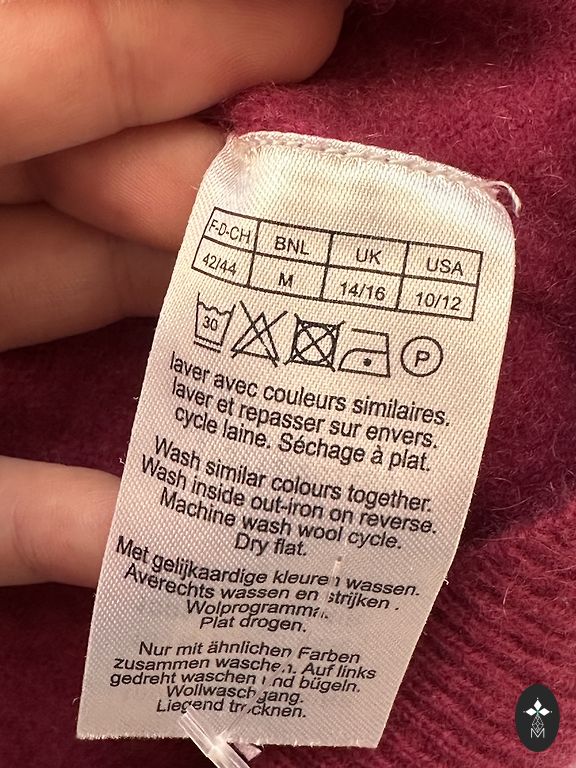 F-D-CH BNL UK USA
42/44 M 14/16 10/12
30 P
laver avec couleurs similaires.
laver et repasser sur envers.
cycle laine. Séchage à plat.
Wash similar colours together.
Wash inside out-iron on reverse.
Machine wash wool cycle.
Dry flat.
Met gelijkaardige kleuren wassen.
Averechts wassen en strijken .
Wolprogramma.
Plat drogen.
Nur mit ähnlichen Farben
zusammen waschen. Auf links
gedreht waschen und bügeln.
Wollwaschgang.
Liegend trocknen.
M